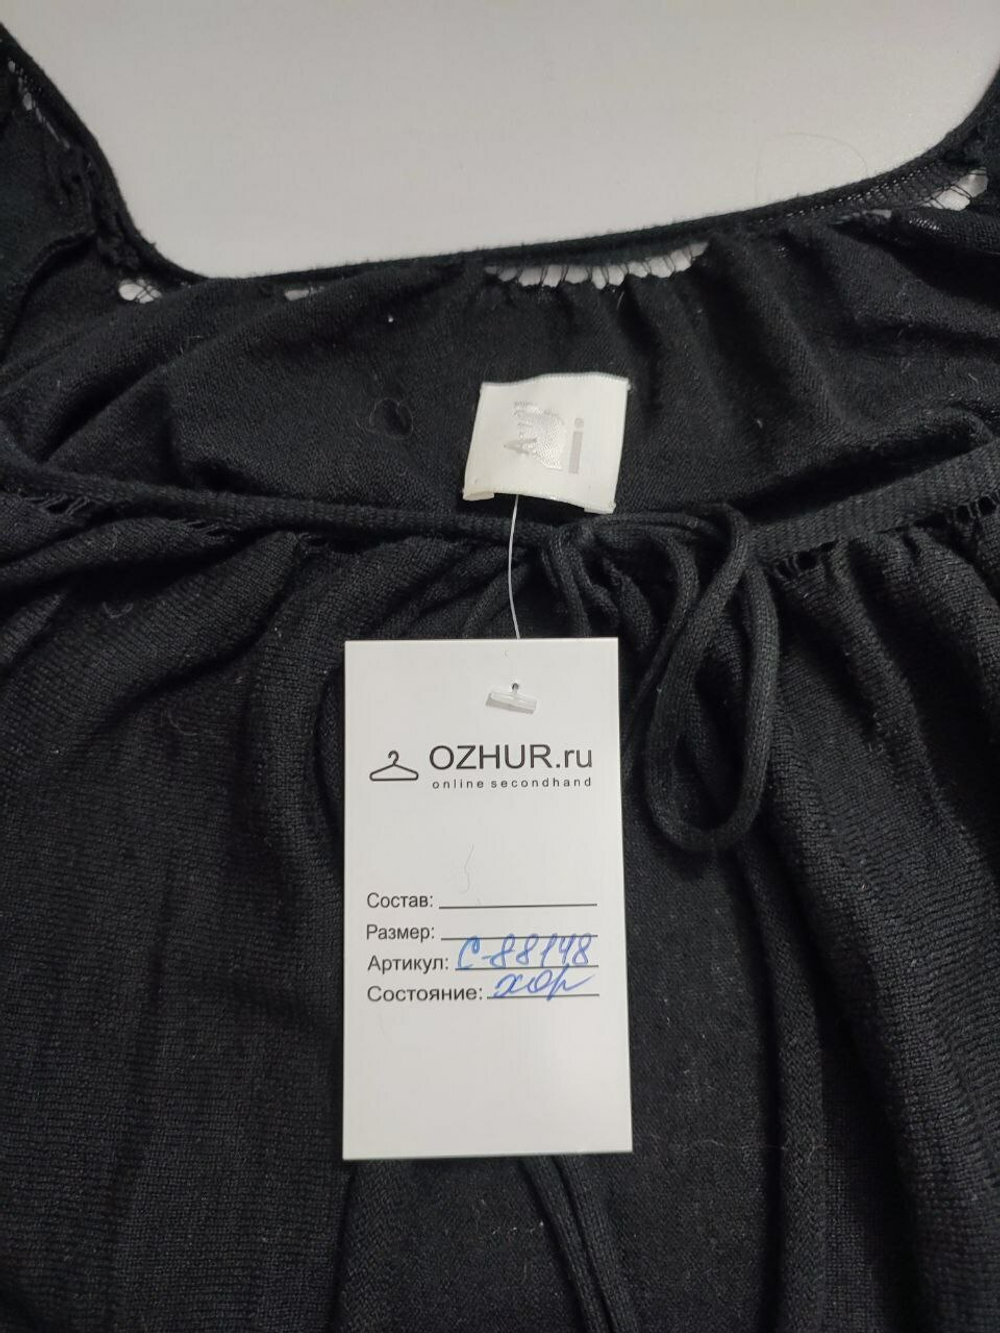 OZHUR.ru
online secondhand
Состав:
Размер:
Артикул: С-88148
Состояние: хор